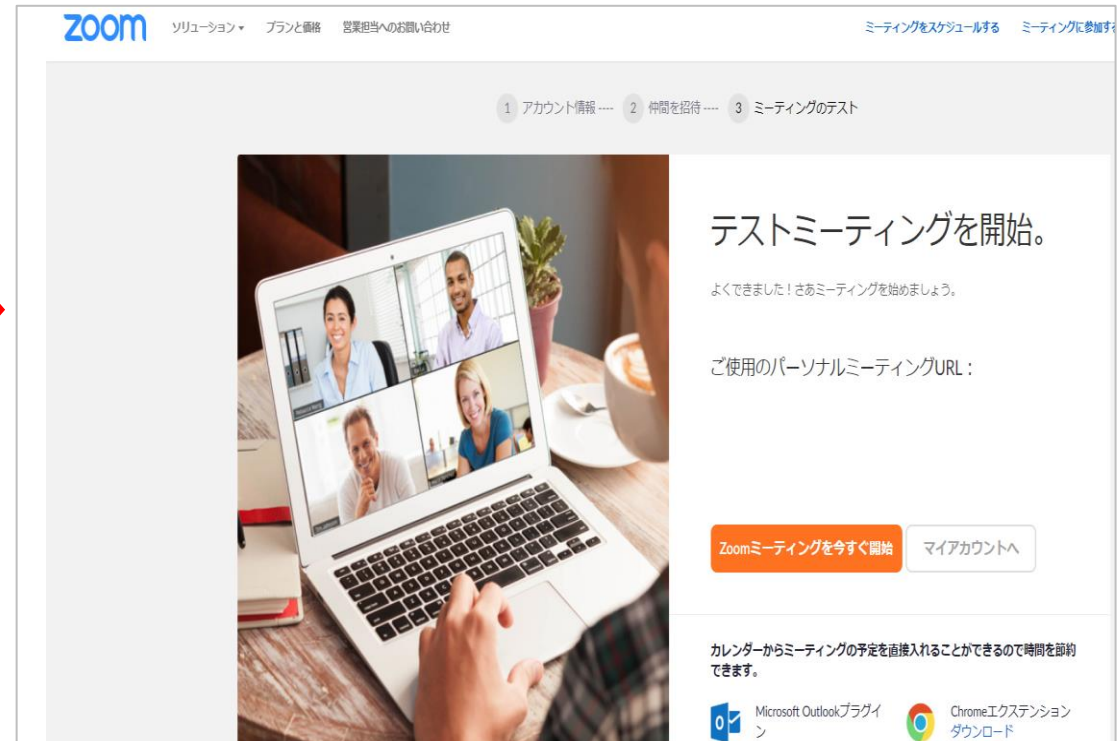 zoom ソリューション▾ プランと価格 営業担当へのお問い合わせ ミーティングをスケジュールする ミーティングに参加する
1 アカウント情報 ---- 2 仲間を招待 ---- 3 ミーティングのテスト
テストミーティングを開始。
よくできました！さあミーティングを始めましょう。
ご使用のパーソナルミーティングURL：
Zoomミーティングを今すぐ開始 マイアカウントへ
カレンダーからミーティングの予定を直接入れることができるので時間を節約
できます。
Microsoft Outlookプラグイ
ン
Chromeエクステンション
ダウンロード